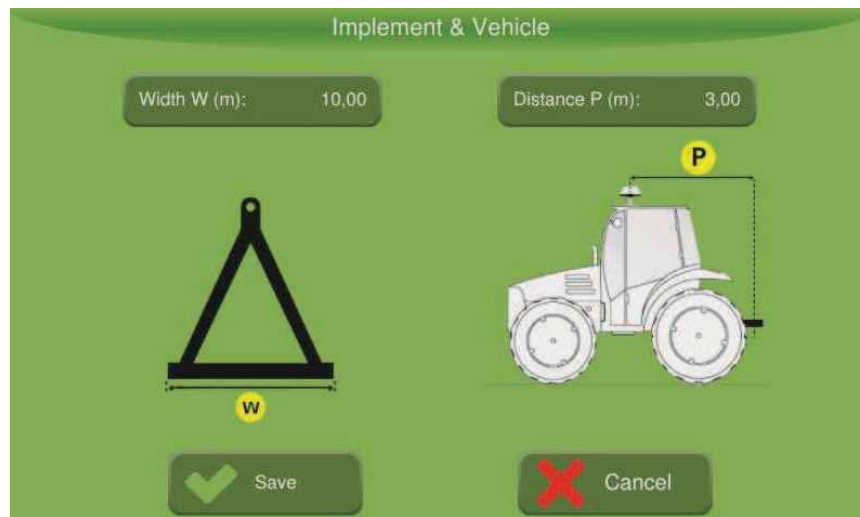 Implement & Vehicle
Width W (m): 10,00
Distance P (m): 3,00
P
W
Save
Cancel